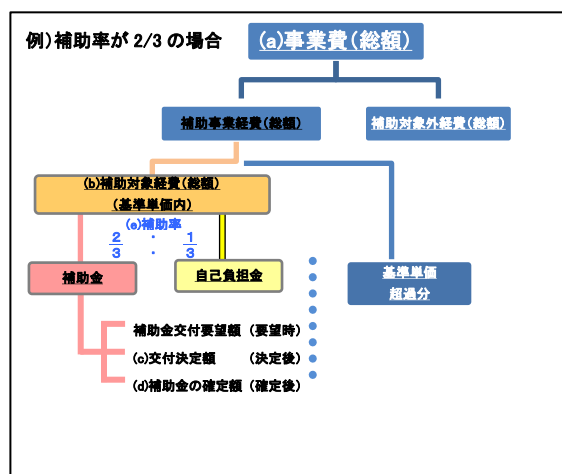 例)補助率が 2/3 の場合
(a)事業費(総額)
補助事業経費(総額)
補助対象外経費(総額)
(b)補助対象経費(総額)
(基準単価内)
(e)補助率
2/3 : 1/3
補助金
自己負担金
基準単価
超過分
補助金交付要望額(要望時)
(c)交付決定額 (決定後)
(d)補助金の確定額(確定後)